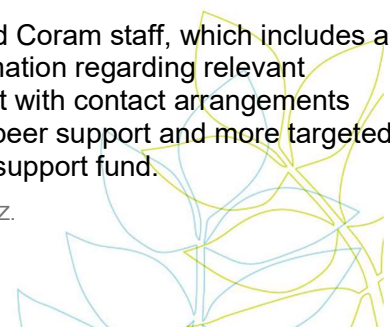 d Coram staff, which includes a
nation regarding relevant
t with contact arrangements
peer support and more targeted
support fund.
z.